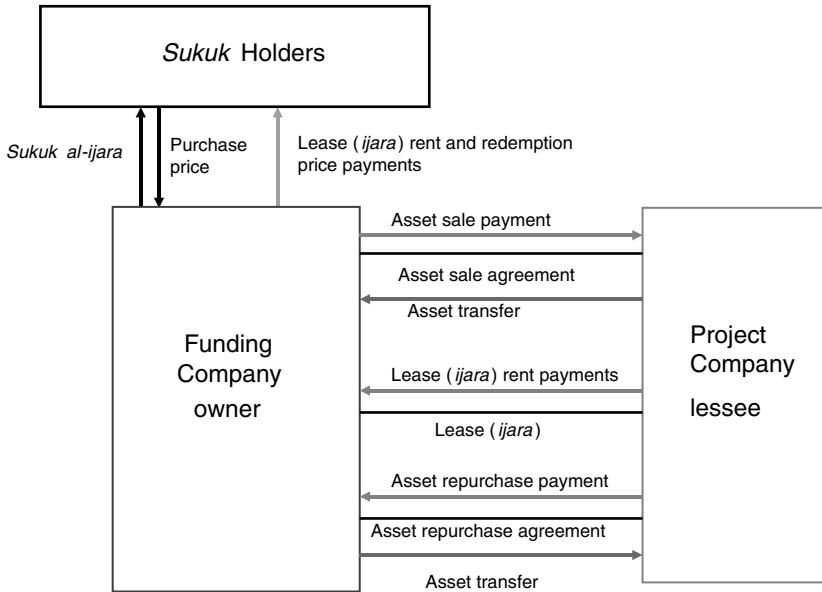 Sukuk Holders
Sukuk al-ijara
Purchase
price
Lease (ijara) rent and redemption
price payments
Asset sale payment
Asset sale agreement
Asset transfer
Funding
Company
owner
Project
Company
lessee
Lease (ijara) rent payments
Lease (ijara)
Asset repurchase payment
Asset repurchase agreement
Asset transfer